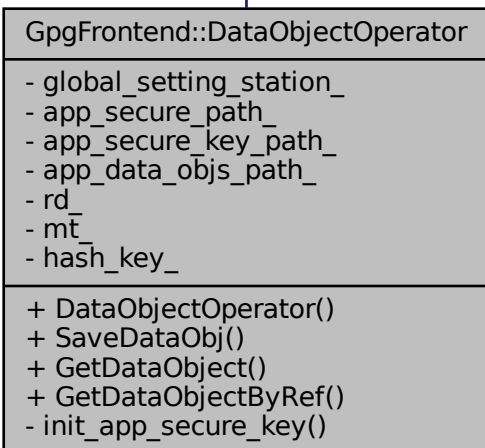 GpgFrontend::DataObjectOperator
- global_setting_station_
- app_secure_path_
- app_secure_key_path_
- app_data_objs_path_
- rd_
- mt_
- hash_key_
+ DataObjectOperator()
+ SaveDataObj()
+ GetDataObject()
+ GetDataObjectByRef()
- init_app_secure_key()